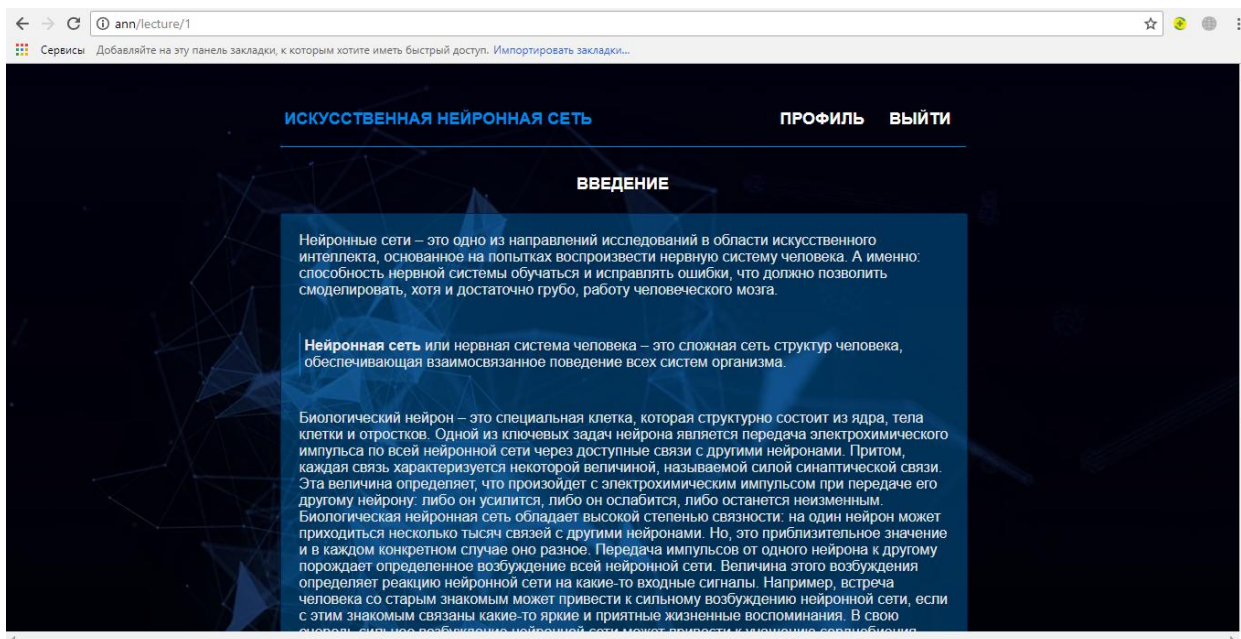 ann/lecture/1
Сервисы Добавляйте на эту панель закладки, к которым хотите иметь быстрый доступ. Импортировать закладки...
ИСКУССТВЕННАЯ НЕЙРОННАЯ СЕТЬ ПРОФИЛЬ ВЫЙТИ
ВВЕДЕНИЕ
Нейронные сети – это одно из направлений исследований в области искусственного
интеллекта, основанное на попытках воспроизвести нервную систему человека. А именно:
способность нервной системы обучаться и исправлять ошибки, что должно позволить
смоделировать, хотя и достаточно грубо, работу человеческого мозга.
Нейронная сеть или нервная система человека – это сложная сеть структур человека,
обеспечивающая взаимосвязанное поведение всех систем организма.
Биологический нейрон – это специальная клетка, которая структурно состоит из ядра, тела
клетки и отростков. Одной из ключевых задач нейрона является передача электрохимического
импульса по всей нейронной сети через доступные связи с другими нейронами. Притом,
каждая связь характеризуется некоторой величиной, называемой силой синаптической связи.
Эта величина определяет, что произойдет с электрохимическим импульсом при передаче его
другому нейрону: либо он усилится, либо он ослабится, либо останется неизменным.
Биологическая нейронная сеть обладает высокой степенью связности: на один нейрон может
приходиться несколько тысяч связей с другими нейронами. Но, это приблизительное значение
и в каждом конкретном случае оно разное. Передача импульсов от одного нейрона к другому
порождает определенное возбуждение всей нейронной сети. Величина этого возбуждения
определяет реакцию нейронной сети на какие-то входные сигналы. Например, встреча
человека со старым знакомым может привести к сильному возбуждению нейронной сети, если
с этим знакомым связаны какие-то яркие и приятные жизненные воспоминания. В свою
очередь сильное возбуждение нейронной сети может привести к учащению сердцебиения